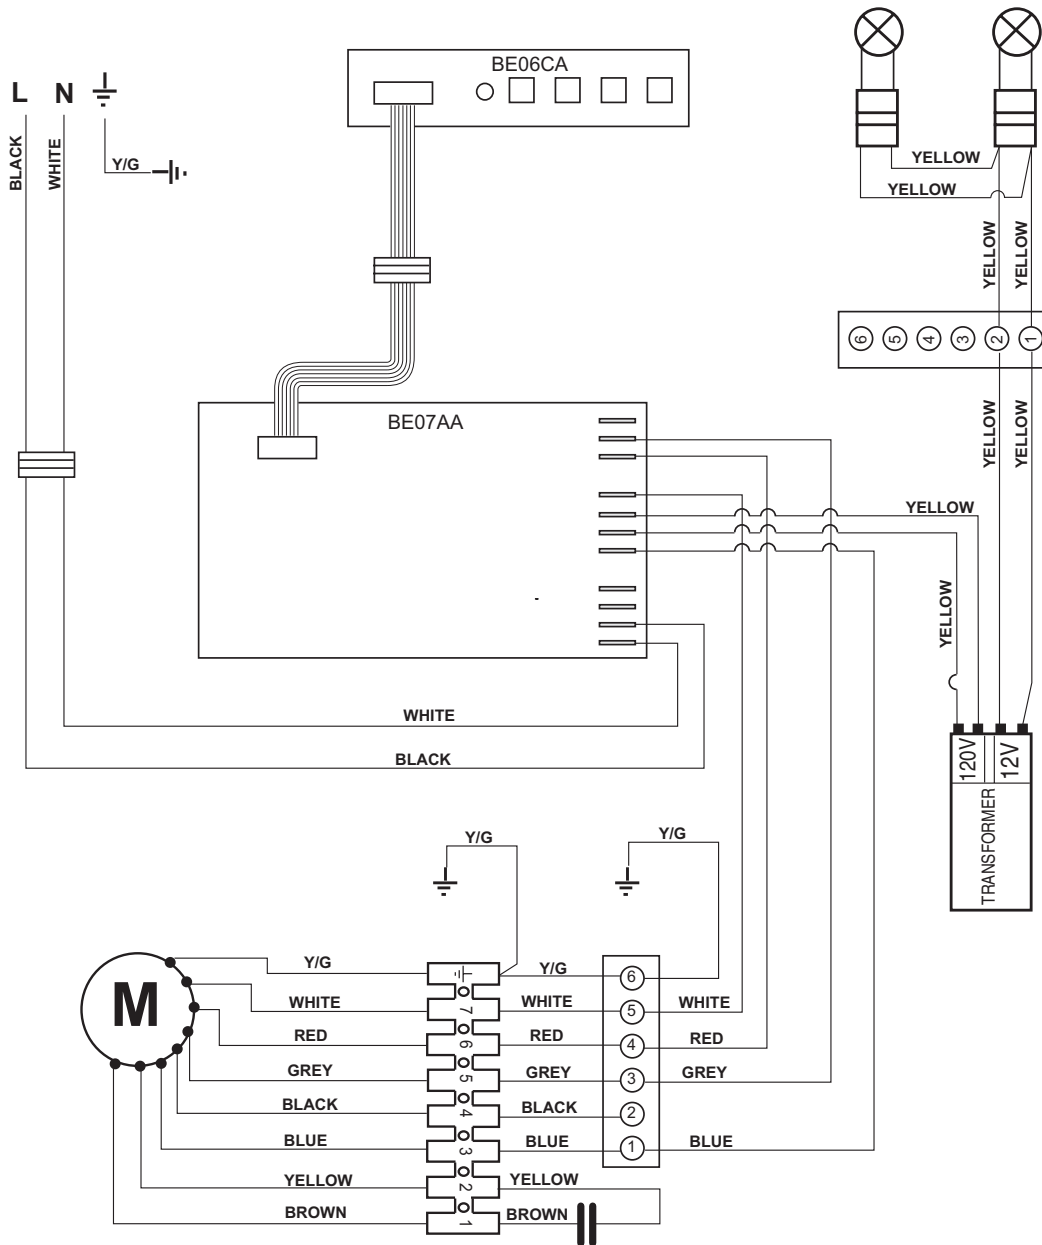 BE06CA
L N
BLACK
WHITE
Y/G
YELLOW
YELLOW
YELLOW
YELLOW
6 5 4 3 2 1
BE07AA
YELLOW
YELLOW
YELLOW
YELLOW
WHITE
BLACK
120V
12V
TRANSFORMER
Y/G
Y/G
M
Y/G
Y/G
6
WHITE
7
WHITE
5
WHITE
RED
6
RED
4
RED
GREY
5
GREY
3
GREY
BLACK
4
BLACK
2
BLUE
3
BLUE
1
BLUE
YELLOW
2
YELLOW
BROWN
1
BROWN